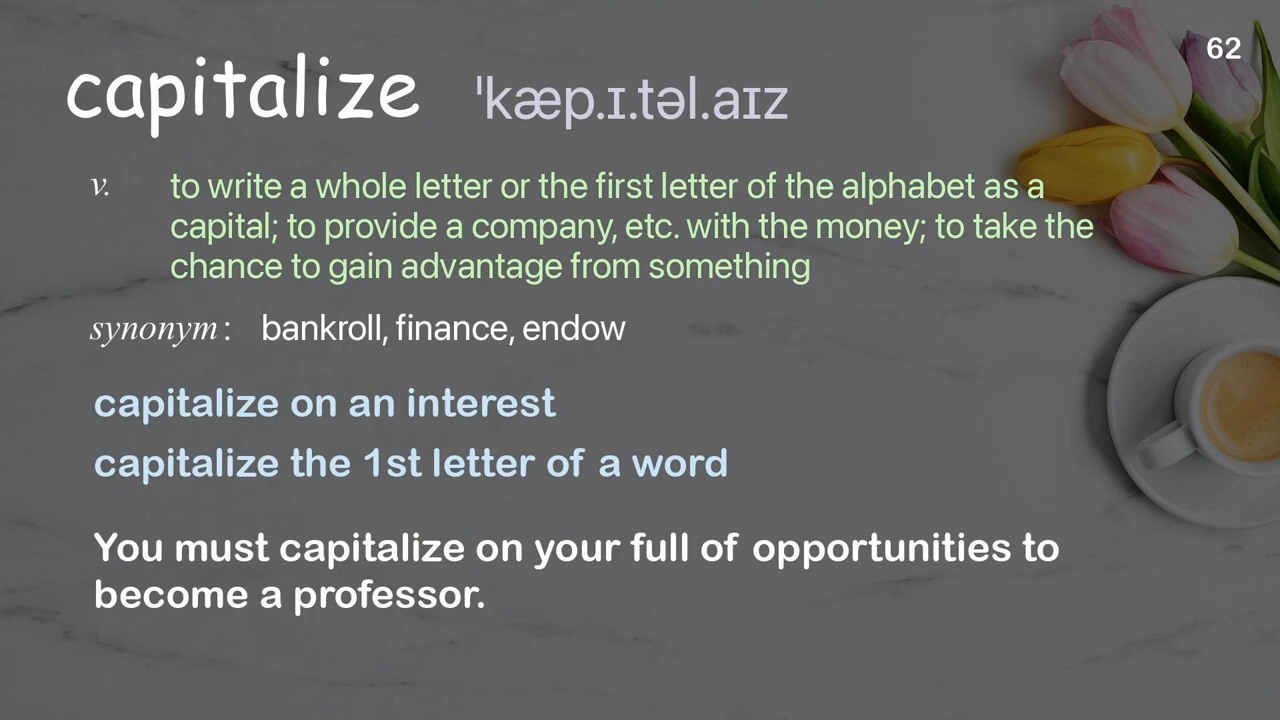 62
capitalize ˈkæp.ɪ.təl.aɪz
v. to write a whole letter or the first letter of the alphabet as a
capital; to provide a company, etc. with the money; to take the
chance to gain advantage from something
synonym: bankroll, finance, endow
capitalize on an interest
capitalize the 1st letter of a word
You must capitalize on your full of opportunities to
become a professor.